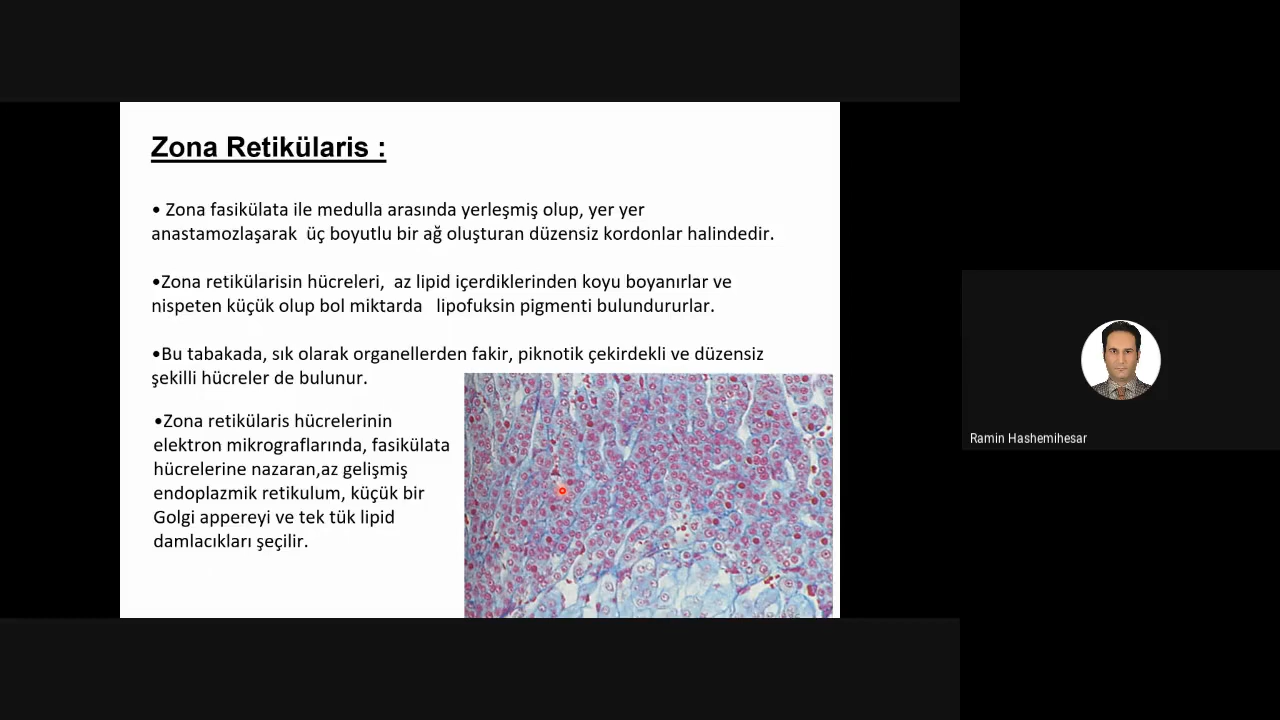 Zona Retikülaris :
• Zona fasikülata ile medulla arasında yerleşmiş olup, yer yer
anastamozlaşarak üç boyutlu bir ağ oluşturan düzensiz kordonlar halindedir.
•Zona retikülarisin hücreleri, az lipid içerdiklerinden koyu boyanırlar ve
nispeten küçük olup bol miktarda lipofuksin pigmenti bulundururlar.
•Bu tabakada, sık olarak organellerden fakir, piknotik çekirdekli ve düzensiz
şekilli hücreler de bulunur.
•Zona retikülaris hücrelerinin
elektron mikrograflarında, fasikülata
hücrelerine nazaran,az gelişmiş
endoplazmik retikulum, küçük bir
Golgi appereyi ve tek tük lipid
damlacıkları şeçilir.
Ramin Hashemihesar